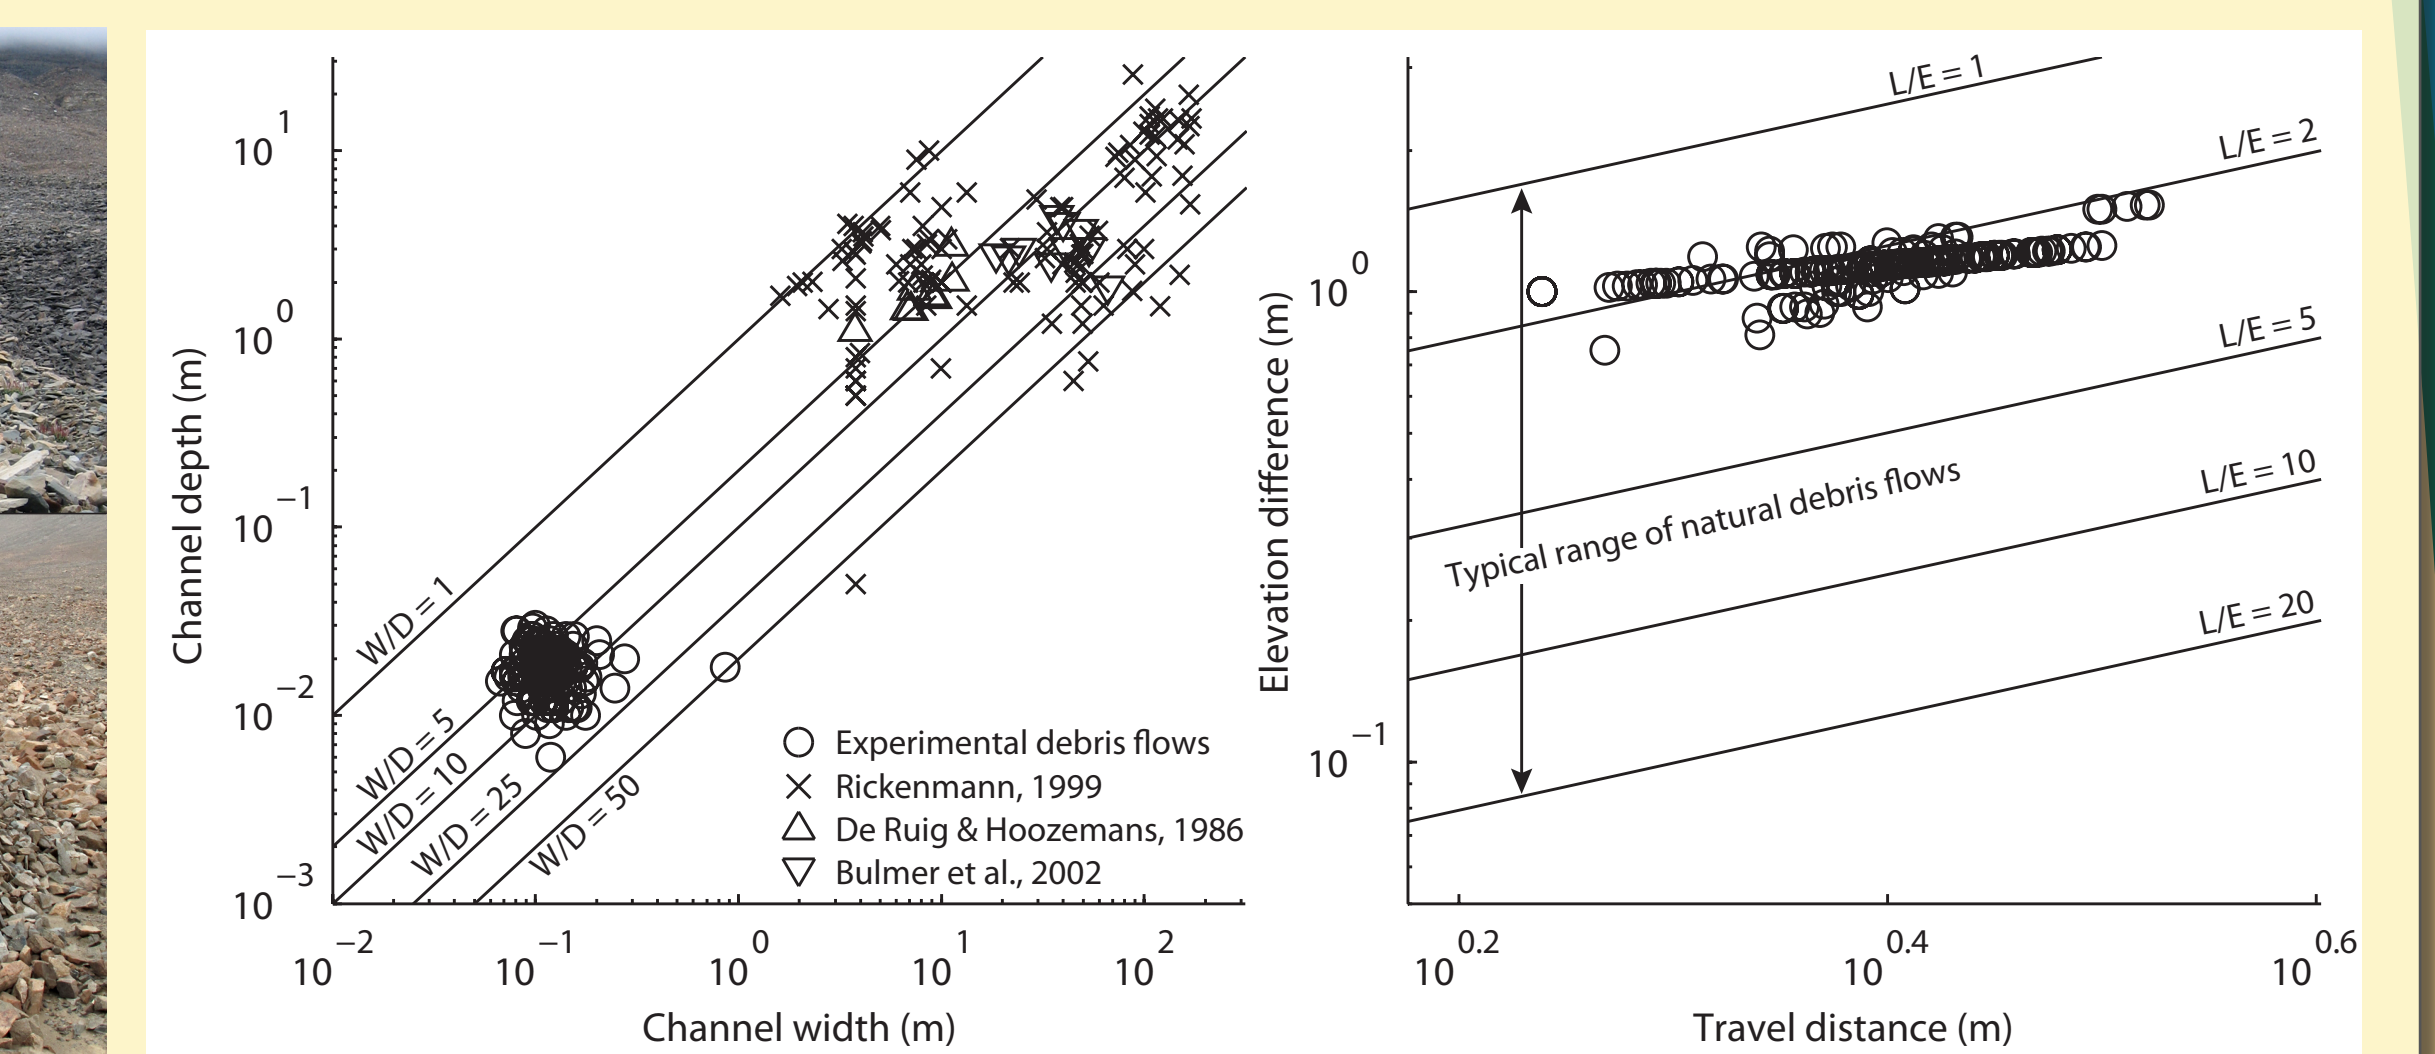 Channel depth (m)
10 1
10 0
10 −1
10 −2
10 −3
W/D = 1
W/D = 5
W/D = 10
W/D = 25
W/D = 50
Experimental debris flows
Rickenmann, 1999
De Ruig & Hoozemans, 1986
Bulmer et al., 2002
10 −2
10 −1
10 0
10 1
10 2
Channel width (m)
Elevation difference (m)
10 0
10 −1
L/E = 1
L/E = 2
L/E = 5
L/E = 10
L/E = 20
Typical range of natural debris flows
10 0.2
10 0.4
10 0.6
Travel distance (m)